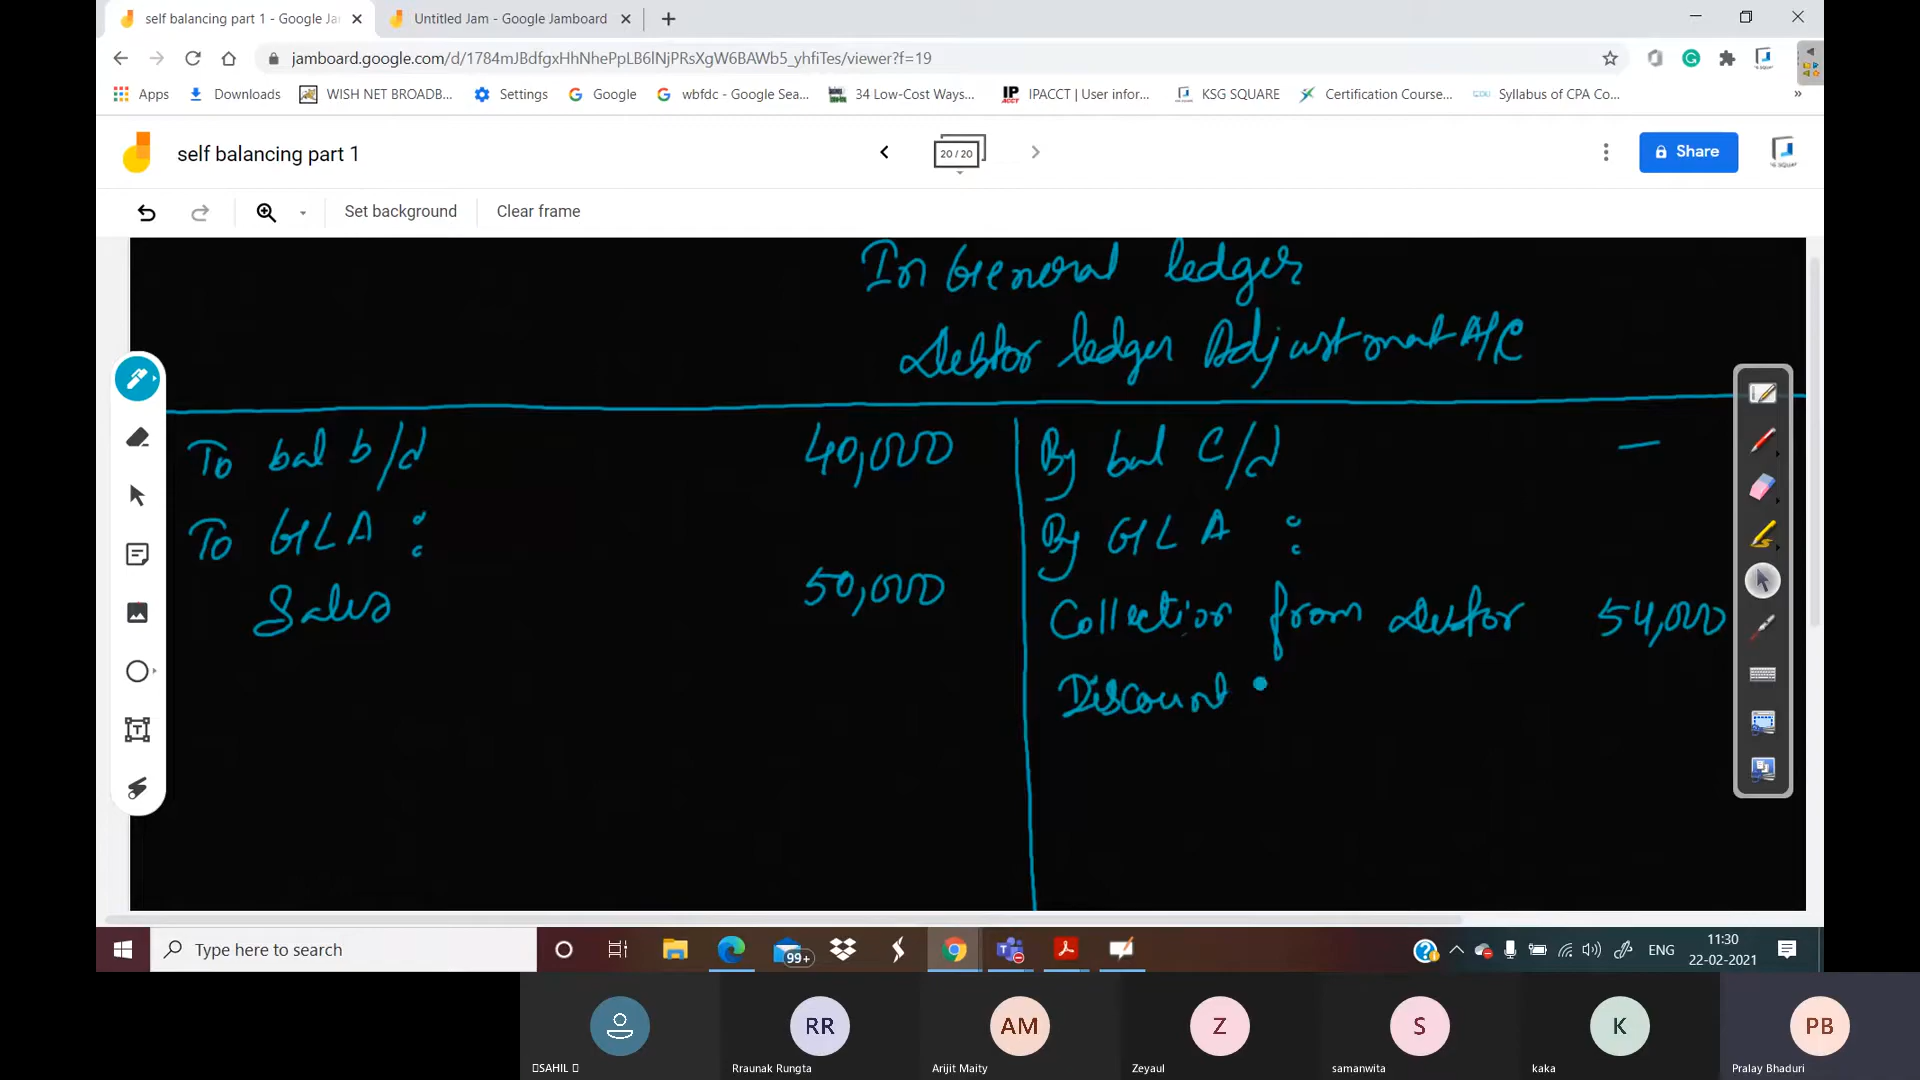 self balancing part 1 - Google Ja
Untitled Jam - Google Jamboard
jamboard.google.com/d/1784mJBdfgxHhNhePpLB6lNjPRsXgW6BAWb5_yhfiTes/viewer?f=19
Apps
Downloads
WISH NET BROADB...
Settings
Google
wbfdc - Google Sea...
34 Low-Cost Ways...
IPACCT | User infor...
KSG SQUARE
Certification Course...
Syllabus of CPA Co...
»
self balancing part 1
20 / 20
Share
Set background
Clear frame
In General ledger
Debtor ledger Adjustment A/C
To bal b/d 40,000 By bal C/d —
To GLA : By GLA :
Sales 50,000 Collection from debtor 54,000
Discount
Type here to search
99+
ENG
11:30
22-02-2021
RR
AM
Z
S
K
PB
SAHIL
Rraunak Rungta
Arijit Maity
Zeyaul
samanwita
kaka
Pralay Bhaduri